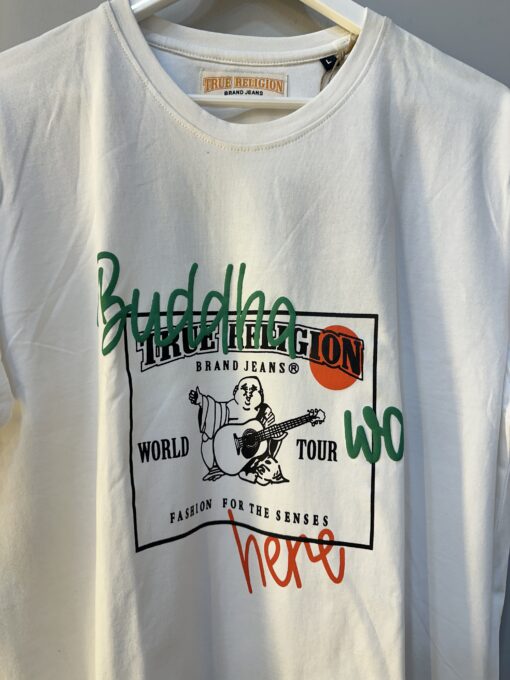 TRUE RELIGION
BRAND JEANS
L
Buddha
TRUE RELIGION
BRAND JEANS®
WORLD TOUR
wo
FASHION FOR THE SENSES
here